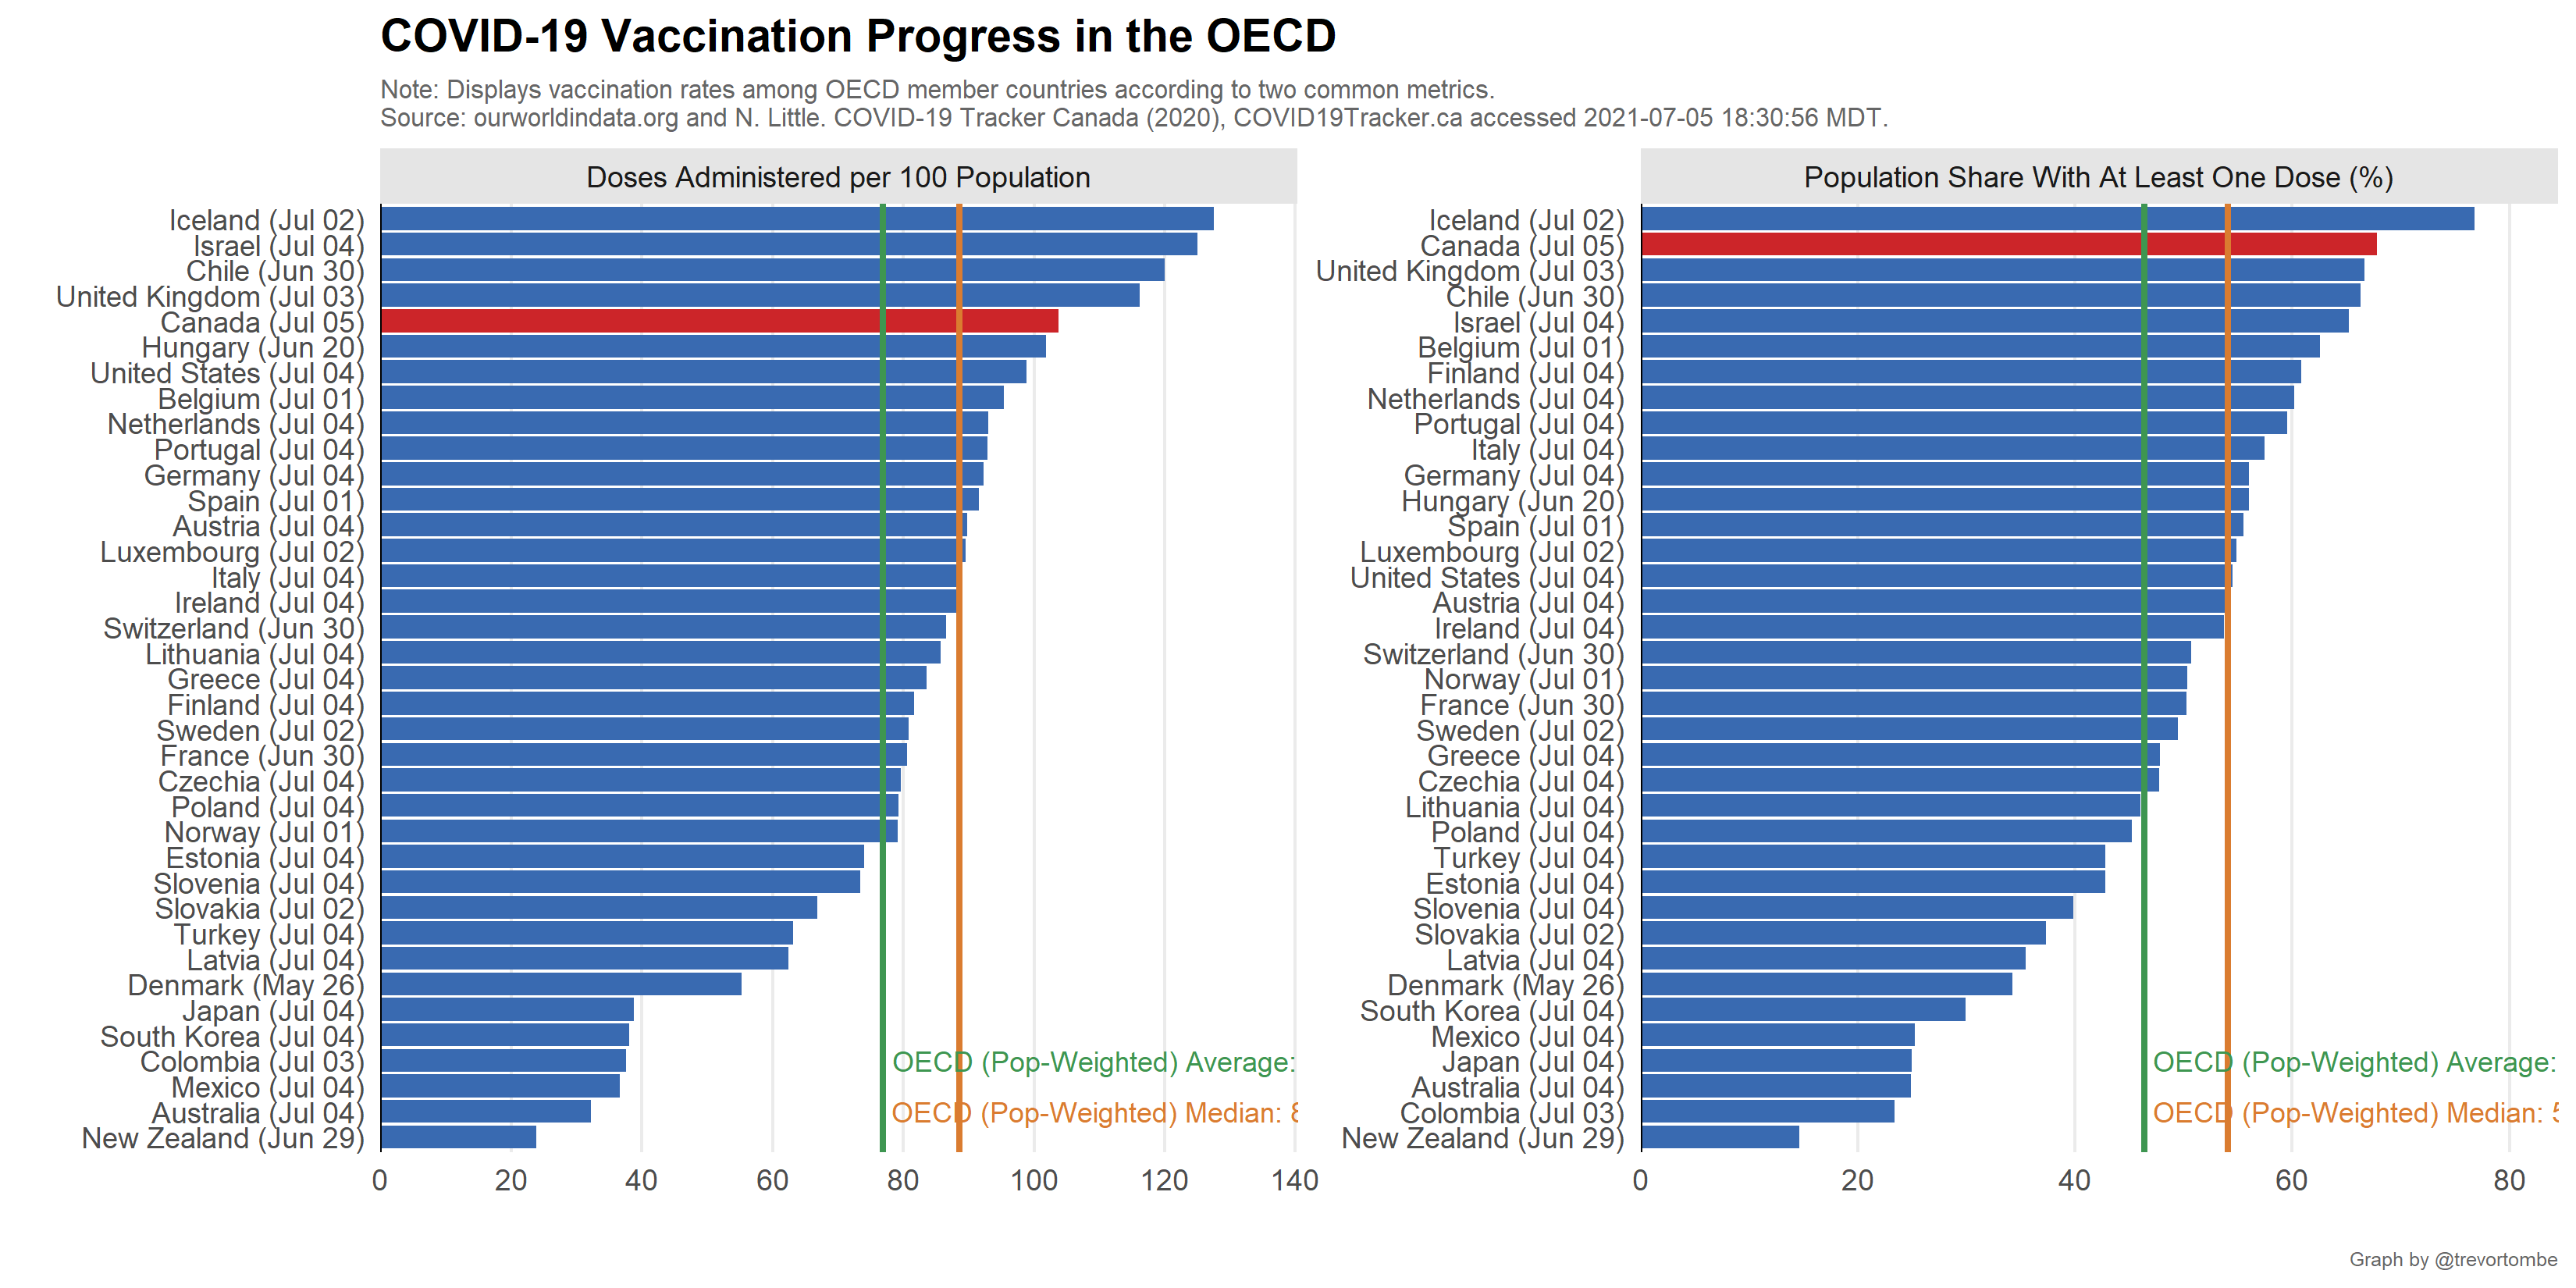 COVID-19 Vaccination Progress in the OECD
Note: Displays vaccination rates among OECD member countries according to two common metrics.
Source: ourworldindata.org and N. Little. COVID-19 Tracker Canada (2020), COVID19Tracker.ca accessed 2021-07-05 18:30:56 MDT.
Doses Administered per 100 Population
Iceland (Jul 02)
Israel (Jul 04)
Chile (Jun 30)
United Kingdom (Jul 03)
Canada (Jul 05)
Hungary (Jun 20)
United States (Jul 04)
Belgium (Jul 01)
Netherlands (Jul 04)
Portugal (Jul 04)
Germany (Jul 04)
Spain (Jul 01)
Austria (Jul 04)
Luxembourg (Jul 02)
Italy (Jul 04)
Ireland (Jul 04)
Switzerland (Jun 30)
Lithuania (Jul 04)
Greece (Jul 04)
Finland (Jul 04)
Sweden (Jul 02)
France (Jun 30)
Czechia (Jul 04)
Poland (Jul 04)
Norway (Jul 01)
Estonia (Jul 04)
Slovenia (Jul 04)
Slovakia (Jul 02)
Turkey (Jul 04)
Latvia (Jul 04)
Denmark (May 26)
Japan (Jul 04)
South Korea (Jul 04)
Colombia (Jul 03)
Mexico (Jul 04)
Australia (Jul 04)
New Zealand (Jun 29)
OECD (Pop-Weighted) Average:
OECD (Pop-Weighted) Median:
0 20 40 60 80 100 120 140
Population Share With At Least One Dose (%)
Iceland (Jul 02)
Canada (Jul 05)
United Kingdom (Jul 03)
Chile (Jun 30)
Israel (Jul 04)
Belgium (Jul 01)
Finland (Jul 04)
Netherlands (Jul 04)
Portugal (Jul 04)
Italy (Jul 04)
Germany (Jul 04)
Hungary (Jun 20)
Spain (Jul 01)
Luxembourg (Jul 02)
United States (Jul 04)
Austria (Jul 04)
Ireland (Jul 04)
Switzerland (Jun 30)
Norway (Jul 01)
France (Jun 30)
Sweden (Jul 02)
Greece (Jul 04)
Czechia (Jul 04)
Lithuania (Jul 04)
Poland (Jul 04)
Turkey (Jul 04)
Estonia (Jul 04)
Slovenia (Jul 04)
Slovakia (Jul 02)
Latvia (Jul 04)
Denmark (May 26)
South Korea (Jul 04)
Mexico (Jul 04)
Japan (Jul 04)
Australia (Jul 04)
Colombia (Jul 03)
New Zealand (Jun 29)
OECD (Pop-Weighted) Average:
OECD (Pop-Weighted) Median:
0 20 40 60 80
Graph by @trevortombe